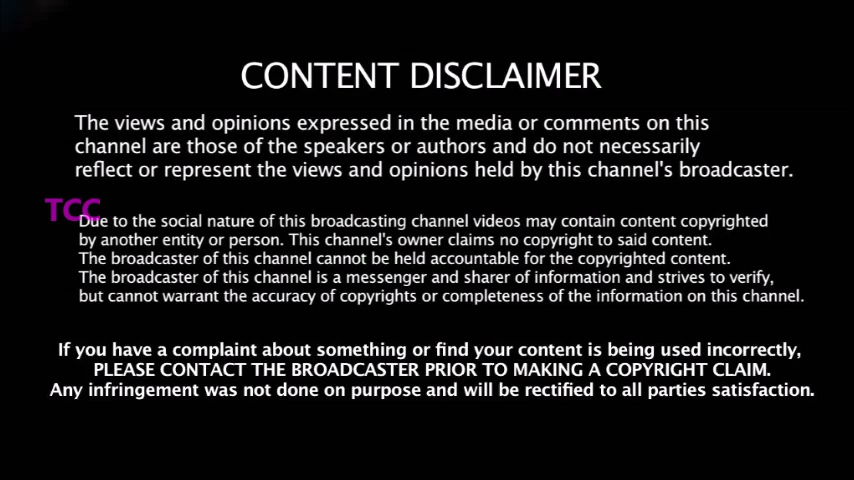 CONTENT DISCLAIMER
The views and opinions expressed in the media or comments on this
channel are those of the speakers or authors and do not necessarily
reflect or represent the views and opinions held by this channel's broadcaster.
TCC
Due to the social nature of this broadcasting channel videos may contain content copyrighted
by another entity or person. This channel's owner claims no copyright to said content.
The broadcaster of this channel cannot be held accountable for the copyrighted content.
The broadcaster of this channel is a messenger and sharer of information and strives to verify,
but cannot warrant the accuracy of copyrights or completeness of the information on this channel.
If you have a complaint about something or find your content is being used incorrectly,
PLEASE CONTACT THE BROADCASTER PRIOR TO MAKING A COPYRIGHT CLAIM.
Any infringement was not done on purpose and will be rectified to all parties satisfaction.